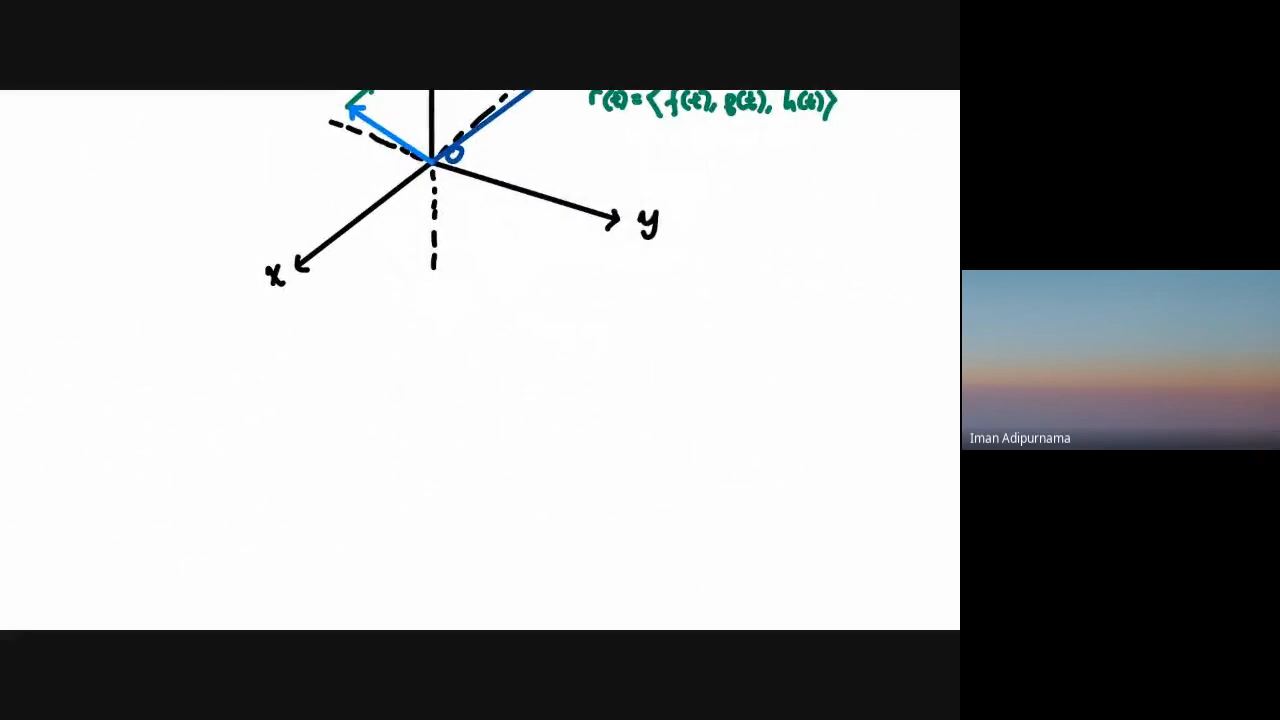 r(t)=⟨f(t), g(t), h(t)⟩
O
y
x
Iman Adipurnama